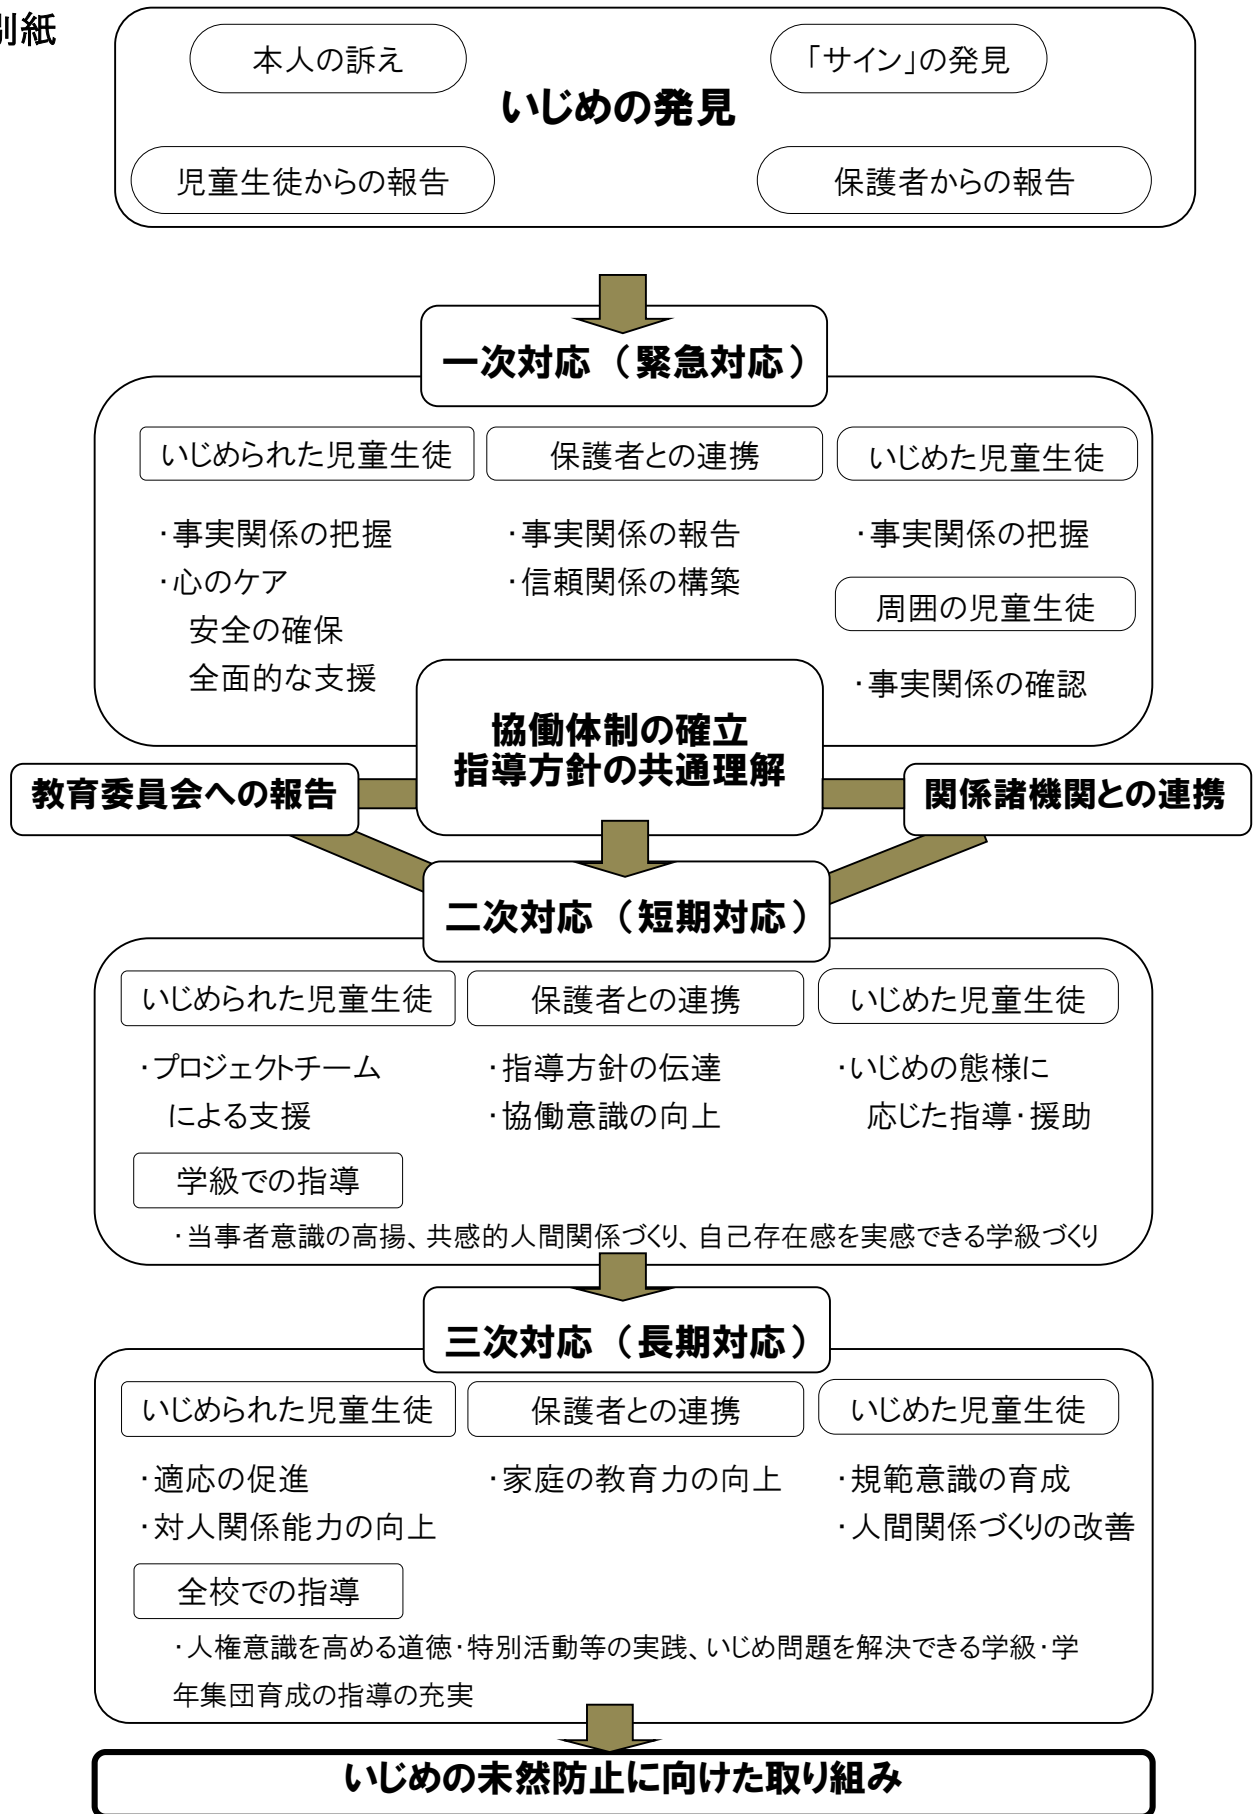 別紙
本人の訴え
「サイン」の発見
いじめの発見
児童生徒からの報告
保護者からの報告
一次対応（緊急対応）
いじめられた児童生徒
保護者との連携
いじめた児童生徒
・事実関係の把握
・心のケア
安全の確保
全面的な支援
・事実関係の報告
・信頼関係の構築
・事実関係の把握
周囲の児童生徒
・事実関係の確認
協働体制の確立
指導方針の共通理解
教育委員会への報告
関係諸機関との連携
二次対応（短期対応）
いじめられた児童生徒
保護者との連携
いじめた児童生徒
・プロジェクトチーム
による支援
・指導方針の伝達
・協働意識の向上
・いじめの態様に
応じた指導・援助
学級での指導
・当事者意識の高揚、共感的人間関係づくり、自己存在感を実感できる学級づくり
三次対応（長期対応）
いじめられた児童生徒
保護者との連携
いじめた児童生徒
・適応の促進
・対人関係能力の向上
・家庭の教育力の向上
・規範意識の育成
・人間関係づくりの改善
全校での指導
・人権意識を高める道徳・特別活動等の実践、いじめ問題を解決できる学級・学
年集団育成の指導の充実
いじめの未然防止に向けた取り組み